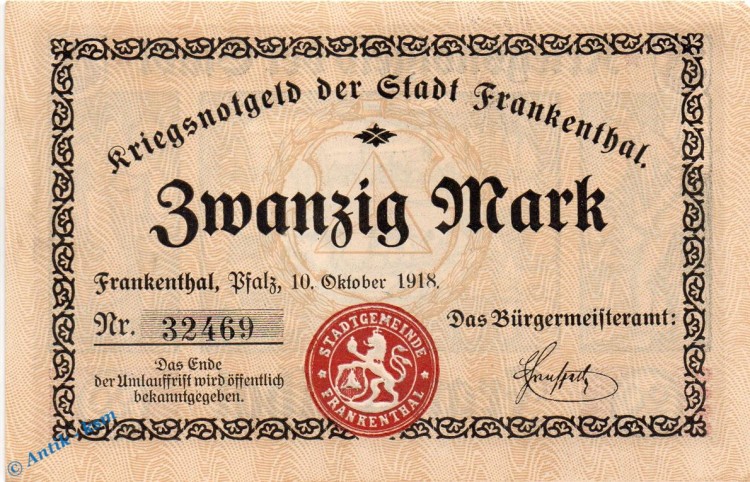 Kriegsnotgeld der Stadt Frankenthal.
Zwanzig Mark
Frankenthal, Pfalz, 10. Oktober 1918.
Nr. 32469
Das Bürgermeisteramt:
Das Ende
der Umlauffrist wird öffentlich
bekanntgegeben.
STADTGEMEINDE
FRANKENTHAL